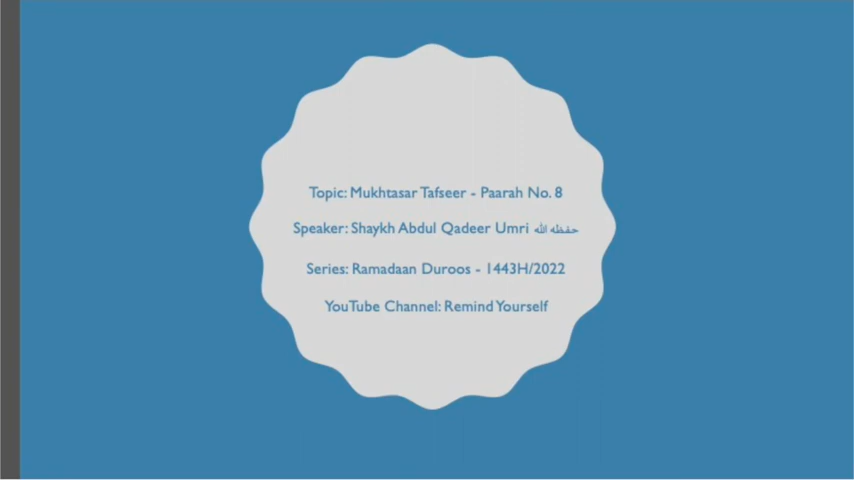 Topic: Mukhtasar Tafseer - Paarah No. 8
Speaker: Shaykh Abdul Qadeer Umri حفظه الله
Series: Ramadaan Duroos - 1443H/2022
YouTube Channel: Remind Yourself